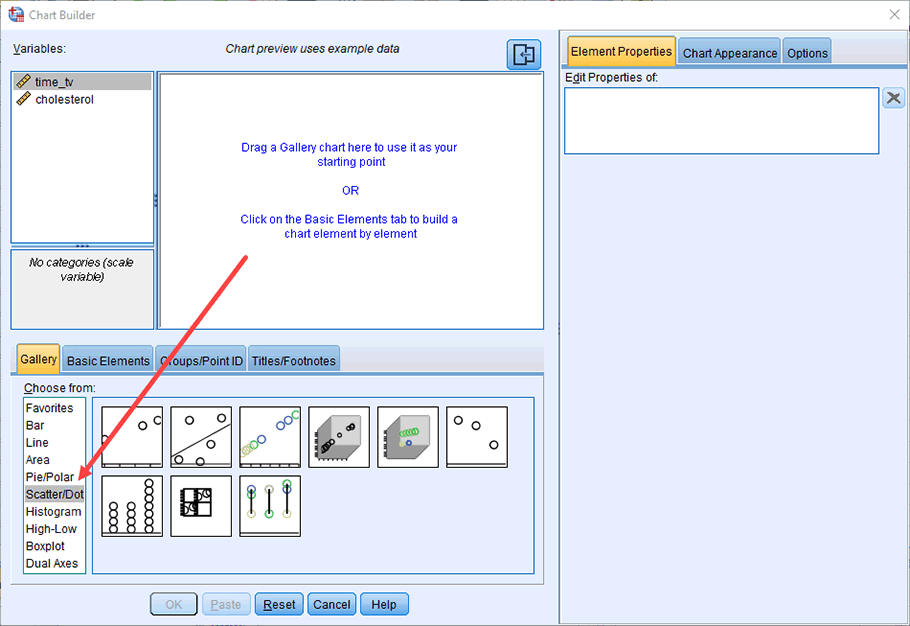 Chart Builder
Variables:
Chart preview uses example data
time_tv
cholesterol
No categories (scale
variable)
Drag a Gallery chart here to use it as your
starting point
OR
Click on the Basic Elements tab to build a
chart element by element
Gallery
Basic Elements
Groups/Point ID
Titles/Footnotes
Choose from:
Favorites
Bar
Line
Area
Pie/Polar
Scatter/Dot
Histogram
High-Low
Boxplot
Dual Axes
OK
Paste
Reset
Cancel
Help
Element Properties
Chart Appearance
Options
Edit Properties of: